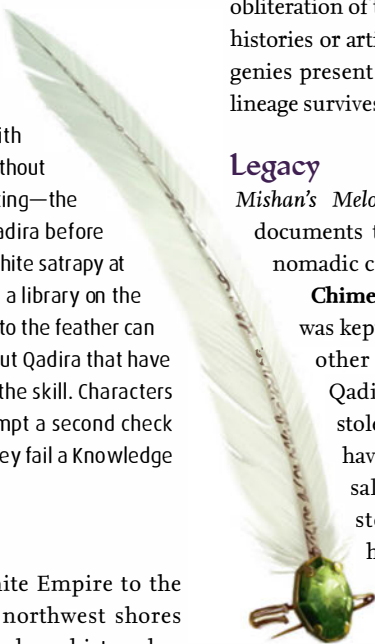 ith
thout
ing—the
adira before
hite satrapy at
a library on the
to the feather can
ut Qadira that have
the skill. Characters
mpt a second check
ey fail a Knowledge
nite Empire to the
northwest shores
obliteration of
histories or arti
genies present
lineage survives
Legacy
Mishan's Melo
documents t
nomadic c
Chime
was kep
other
Qadi
stol
hav
sal
st
h